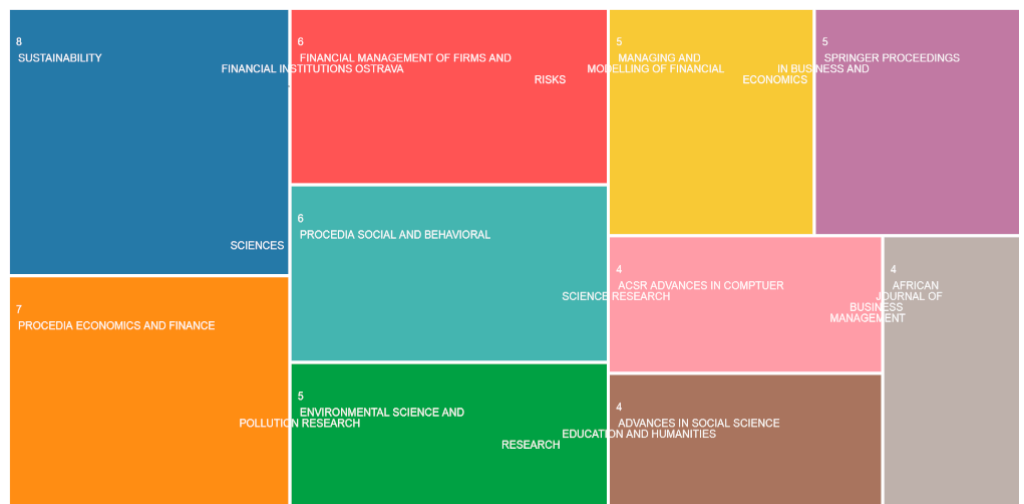 8
SUSTAINABILITY
6
FINANCIAL MANAGEMENT OF FIRMS AND
FINANCIAL INSTITUTIONS OSTRAVA
5
MANAGING AND
MODELLING OF FINANCIAL
RISKS
5
SPRINGER PROCEEDINGS
IN BUSINESS AND
ECONOMICS
7
PROCEDIA ECONOMICS AND FINANCE
6
PROCEDIA SOCIAL AND BEHAVIORAL
SCIENCES
5
ENVIRONMENTAL SCIENCE AND
POLLUTION RESEARCH
4
ACSR ADVANCES IN COMPTUER
SCIENCE RESEARCH
4
ADVANCES IN SOCIAL SCIENCE
EDUCATION AND HUMANITIES
RESEARCH
4
AFRICAN
JOURNAL OF
BUSINESS
MANAGEMENT